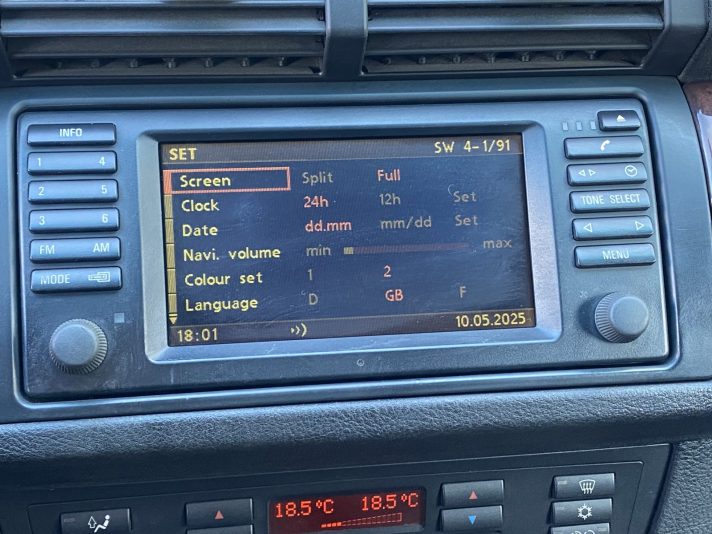 INFO
1 4
2 5
3 6
FM AM
MODE
SET SW 4-1/91
Screen Split Full
Clock 24h 12h Set
Date dd.mm mm/dd Set
Navi. volume min max
Colour set 1 2
Language D GB F
18:01 10.05.2025
TONE SELECT
MENU
18.5°C 18.5°C